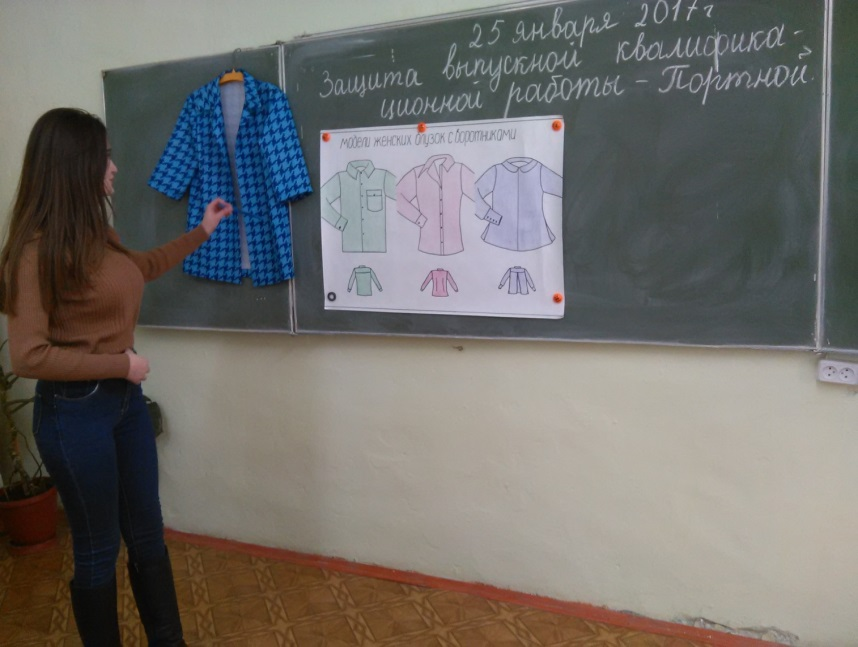 25 января 2017 г
Защита выпускной квалифика-
ционной работы - Портной
модели женских блузок с воротниками